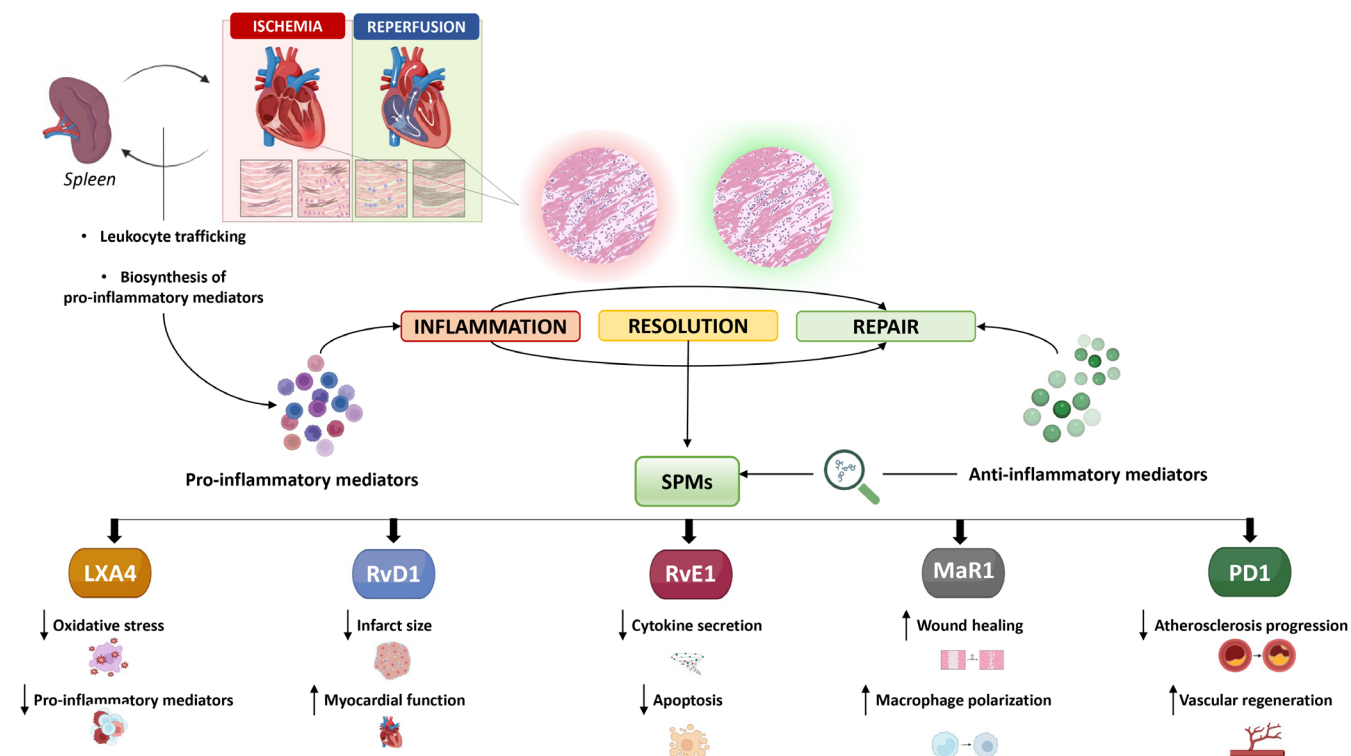 ISCHEMIA
REPERFUSION
Spleen
• Leukocyte trafficking
• Biosynthesis of
pro-inflammatory mediators
INFLAMMATION
RESOLUTION
REPAIR
Pro-inflammatory mediators
SPMs
Anti-inflammatory mediators
LXA4
RvD1
RvE1
MaR1
PD1
Oxidative stress
Infarct size
Cytokine secretion
Wound healing
Atherosclerosis progression
Pro-inflammatory mediators
Myocardial function
Apoptosis
Macrophage polarization
Vascular regeneration